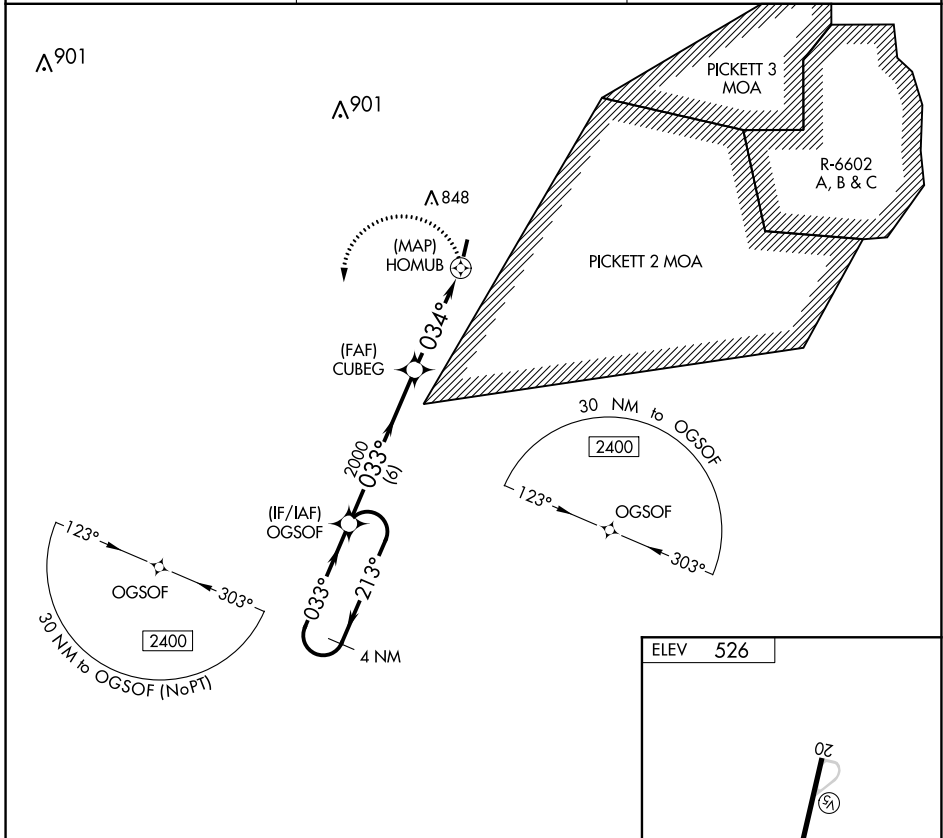 901
901
PICKETT 3
MOA
R-6602
A, B & C
848
(MAP)
HOMUB
PICKETT 2 MOA
034°
(FAF)
CUBEG
30 NM to OGSOF
2400
2000
033°
(6)
123°
OGSOF
303°
(IF/IAF)
OGSOF
123°
OGSOF
303°
2400
30 NM to OGSOF (NoPT)
033°
213°
4 NM
ELEV 526
20
V5